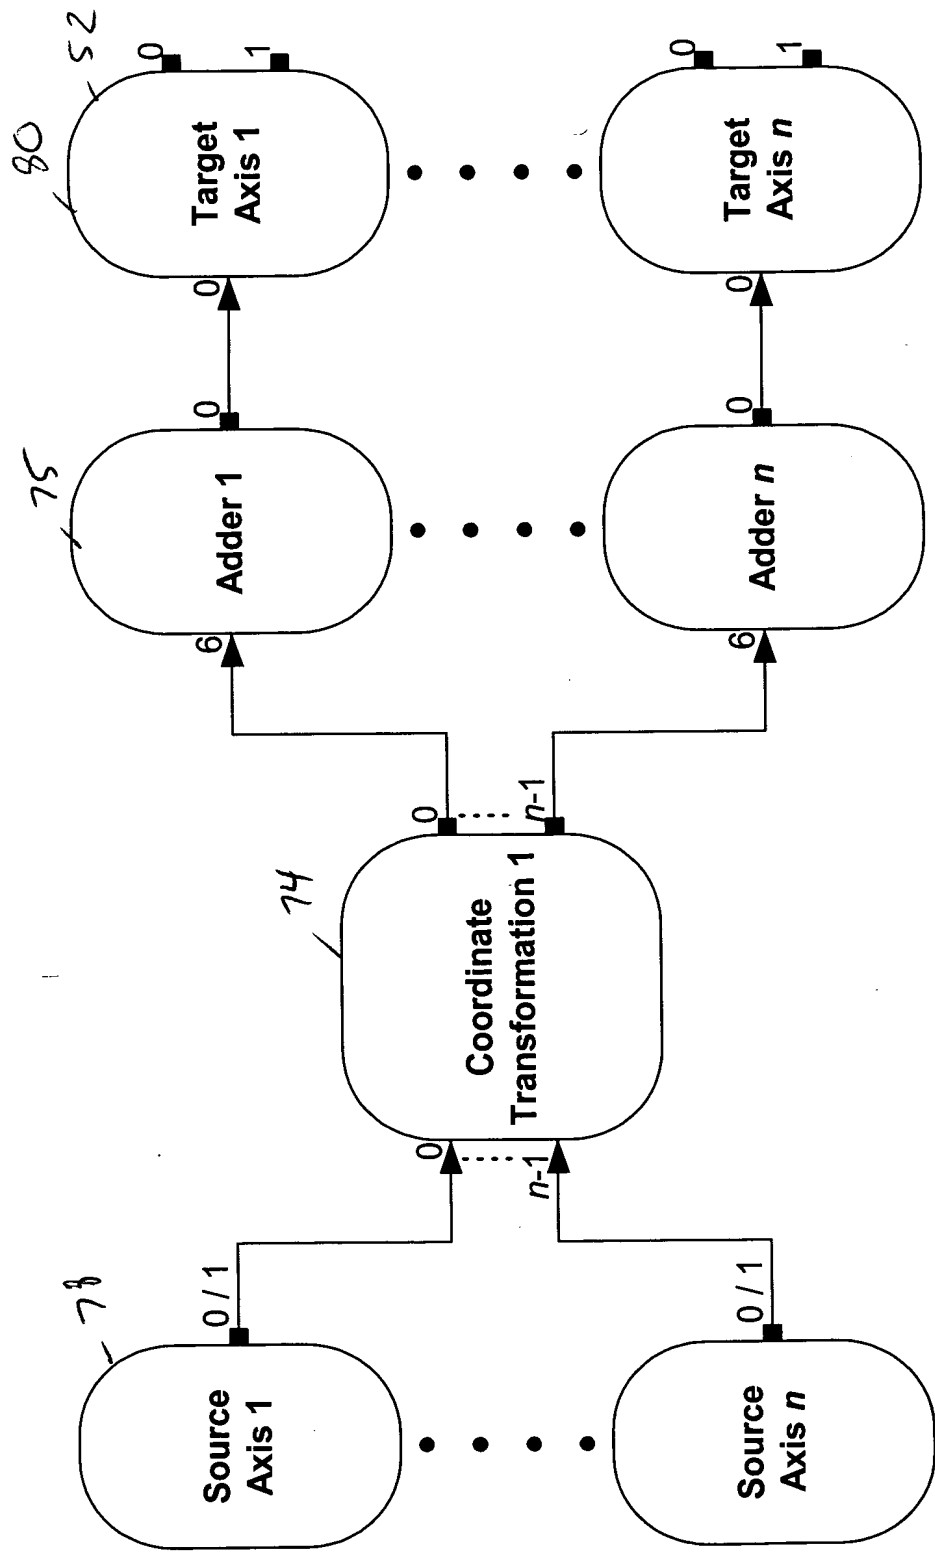 78
Source
Axis 1
0 / 1
Source
Axis n
0 / 1
0
n-1
74
Coordinate
Transformation 1
0
n-1
75
6
Adder 1
0
6
Adder n
0
80
52
0
Target
Axis 1
0
1
0
Target
Axis n
0
1